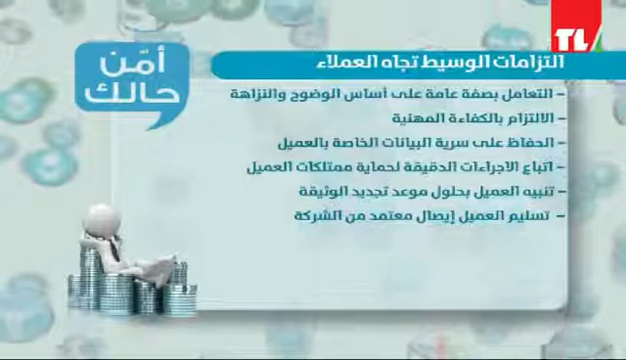 TL
التزامات الوسيط تجاه العملاء
أمّن
حالك
- التعامل بصفة عامة على أساس الوضوح والنزاهة
- الالتزام بالكفاءة المهنية
- الحفاظ على سرية البيانات الخاصة بالعميل
- اتباع الاجراءات الدقيقة لحماية ممتلكات العميل
- تنبيه العميل بحلول موعد تجديد الوثيقة
- تسليم العميل إيصال معتمد من الشركة